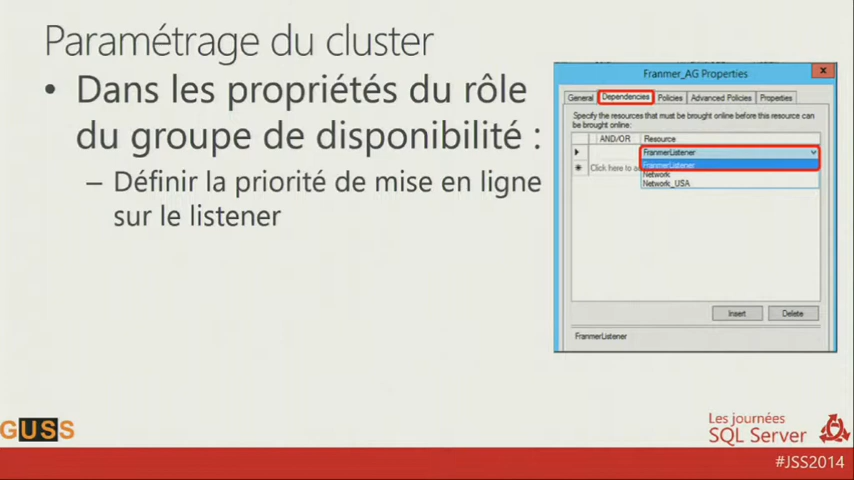 Paramétrage du cluster
• Dans les propriétés du rôle
du groupe de disponibilité :
– Définir la priorité de mise en ligne
sur le listener
Franmer_AG Properties
x
General Dependencies Policies Advanced Policies Properties
Specify the resources that must be brought online before this resource can
be brought online:
AND/OR Resource
FranmerListener
FranmerListener
Click here to a
Network
Network_USA
Insert Delete
FranmerListener
GUSS
Les journées
SQL Server
#JSS2014